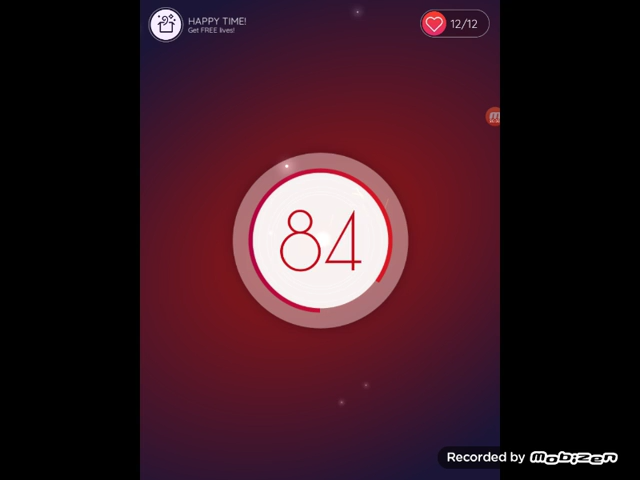 HAPPY TIME!
Get FREE lives!
12/12
84
Recorded by mobizen